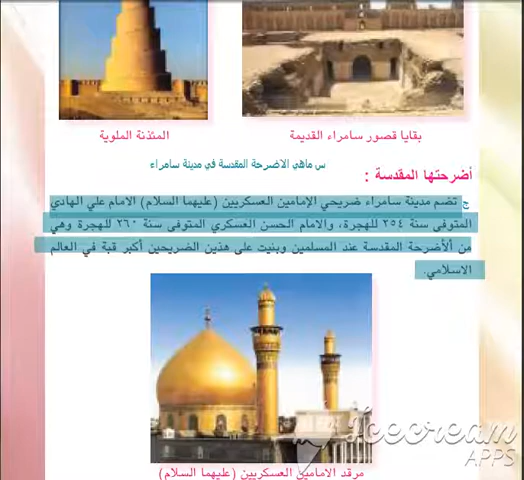 المئذنة الملوية
بقايا قصور سامراء القديمة
س ماهي الاضرحة المقدسة في مدينة سامراء
أضرحتها المقدسة :
ج تضم مدينة سامراء ضريحي الإمامين العسكريين (عليهما السلام) الامام علي الهادي
المتوفى سنة ٢٥٤ للهجرة، والامام الحسن العسكري المتوفى سنة ٢٦٠ للهجرة وهي
من ألأضرحة المقدسة عند المسلمين وبنيت على هذين الضريحين أكبر قبة في العالم
الاسلامي.
مرقد الامامين العسكريين (عليهما السلام)
Icecream
APPS